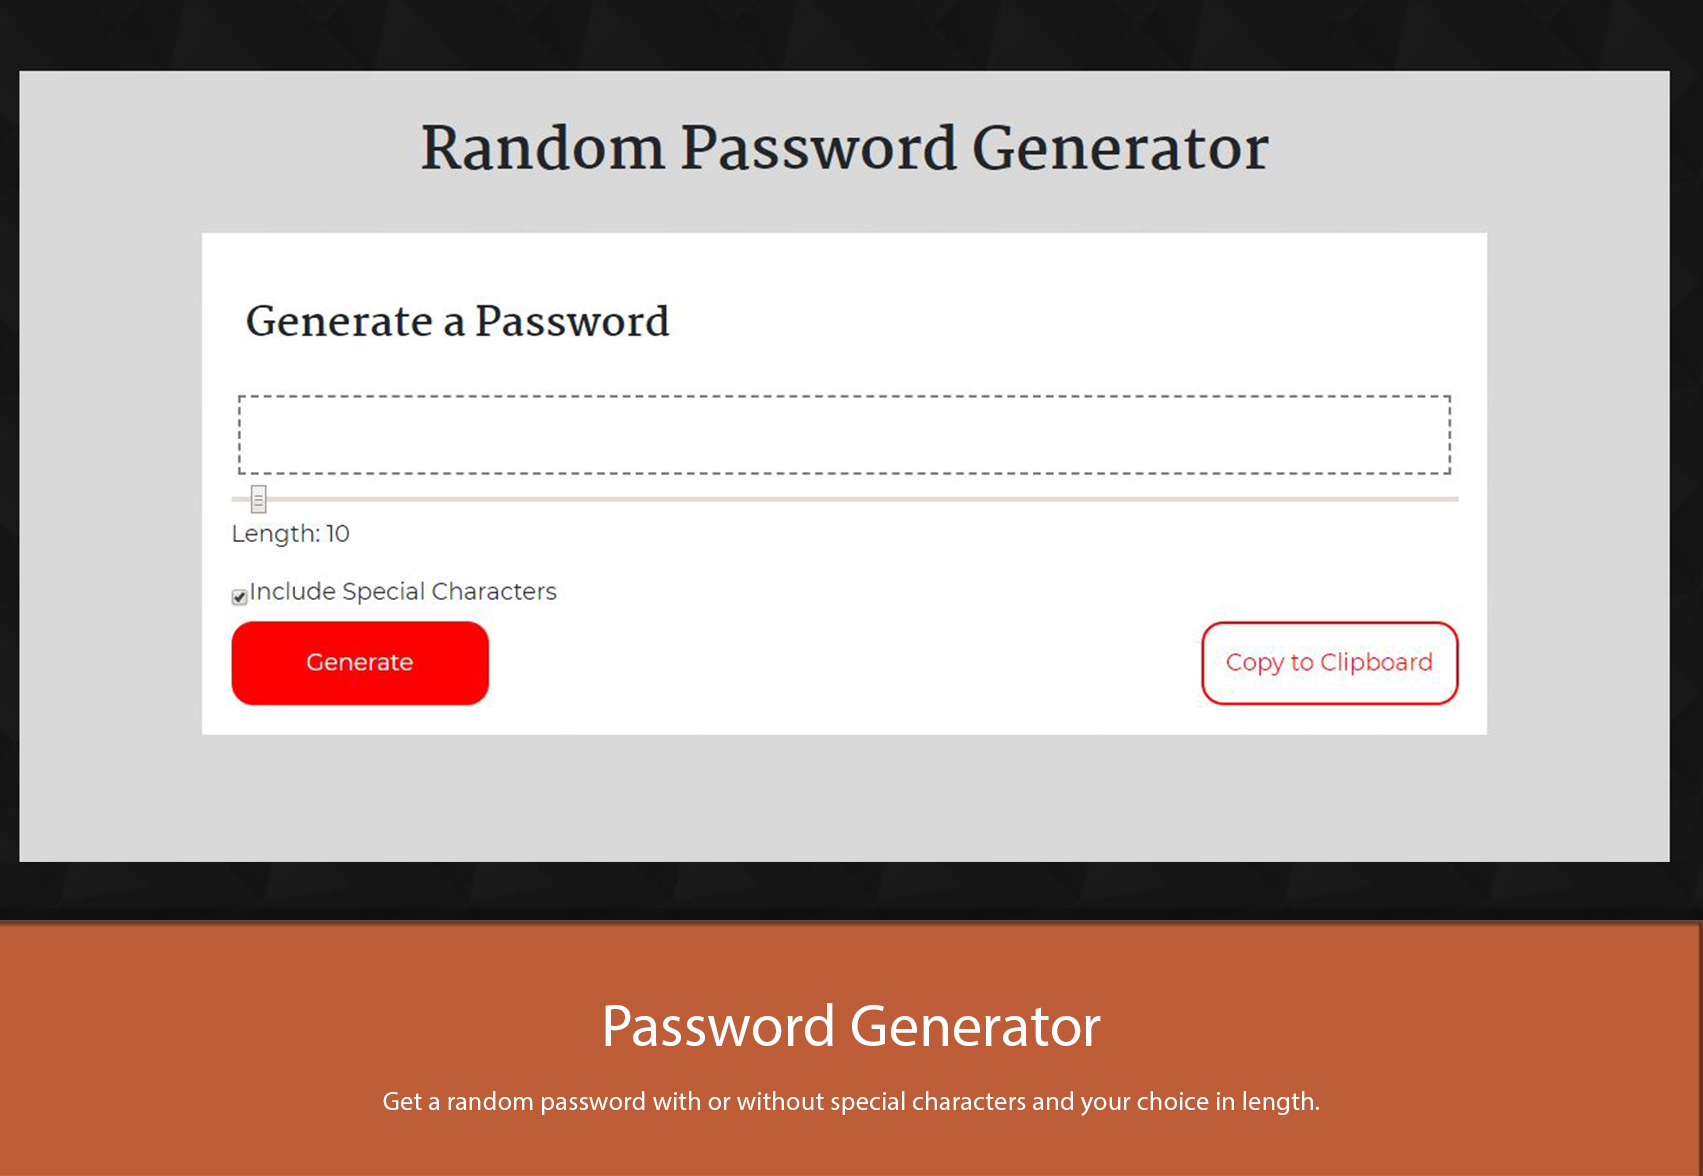 Random Password Generator
Generate a Password
Length: 10
Include Special Characters
Generate
Copy to Clipboard
Password Generator
Get a random password with or without special characters and your choice in length.